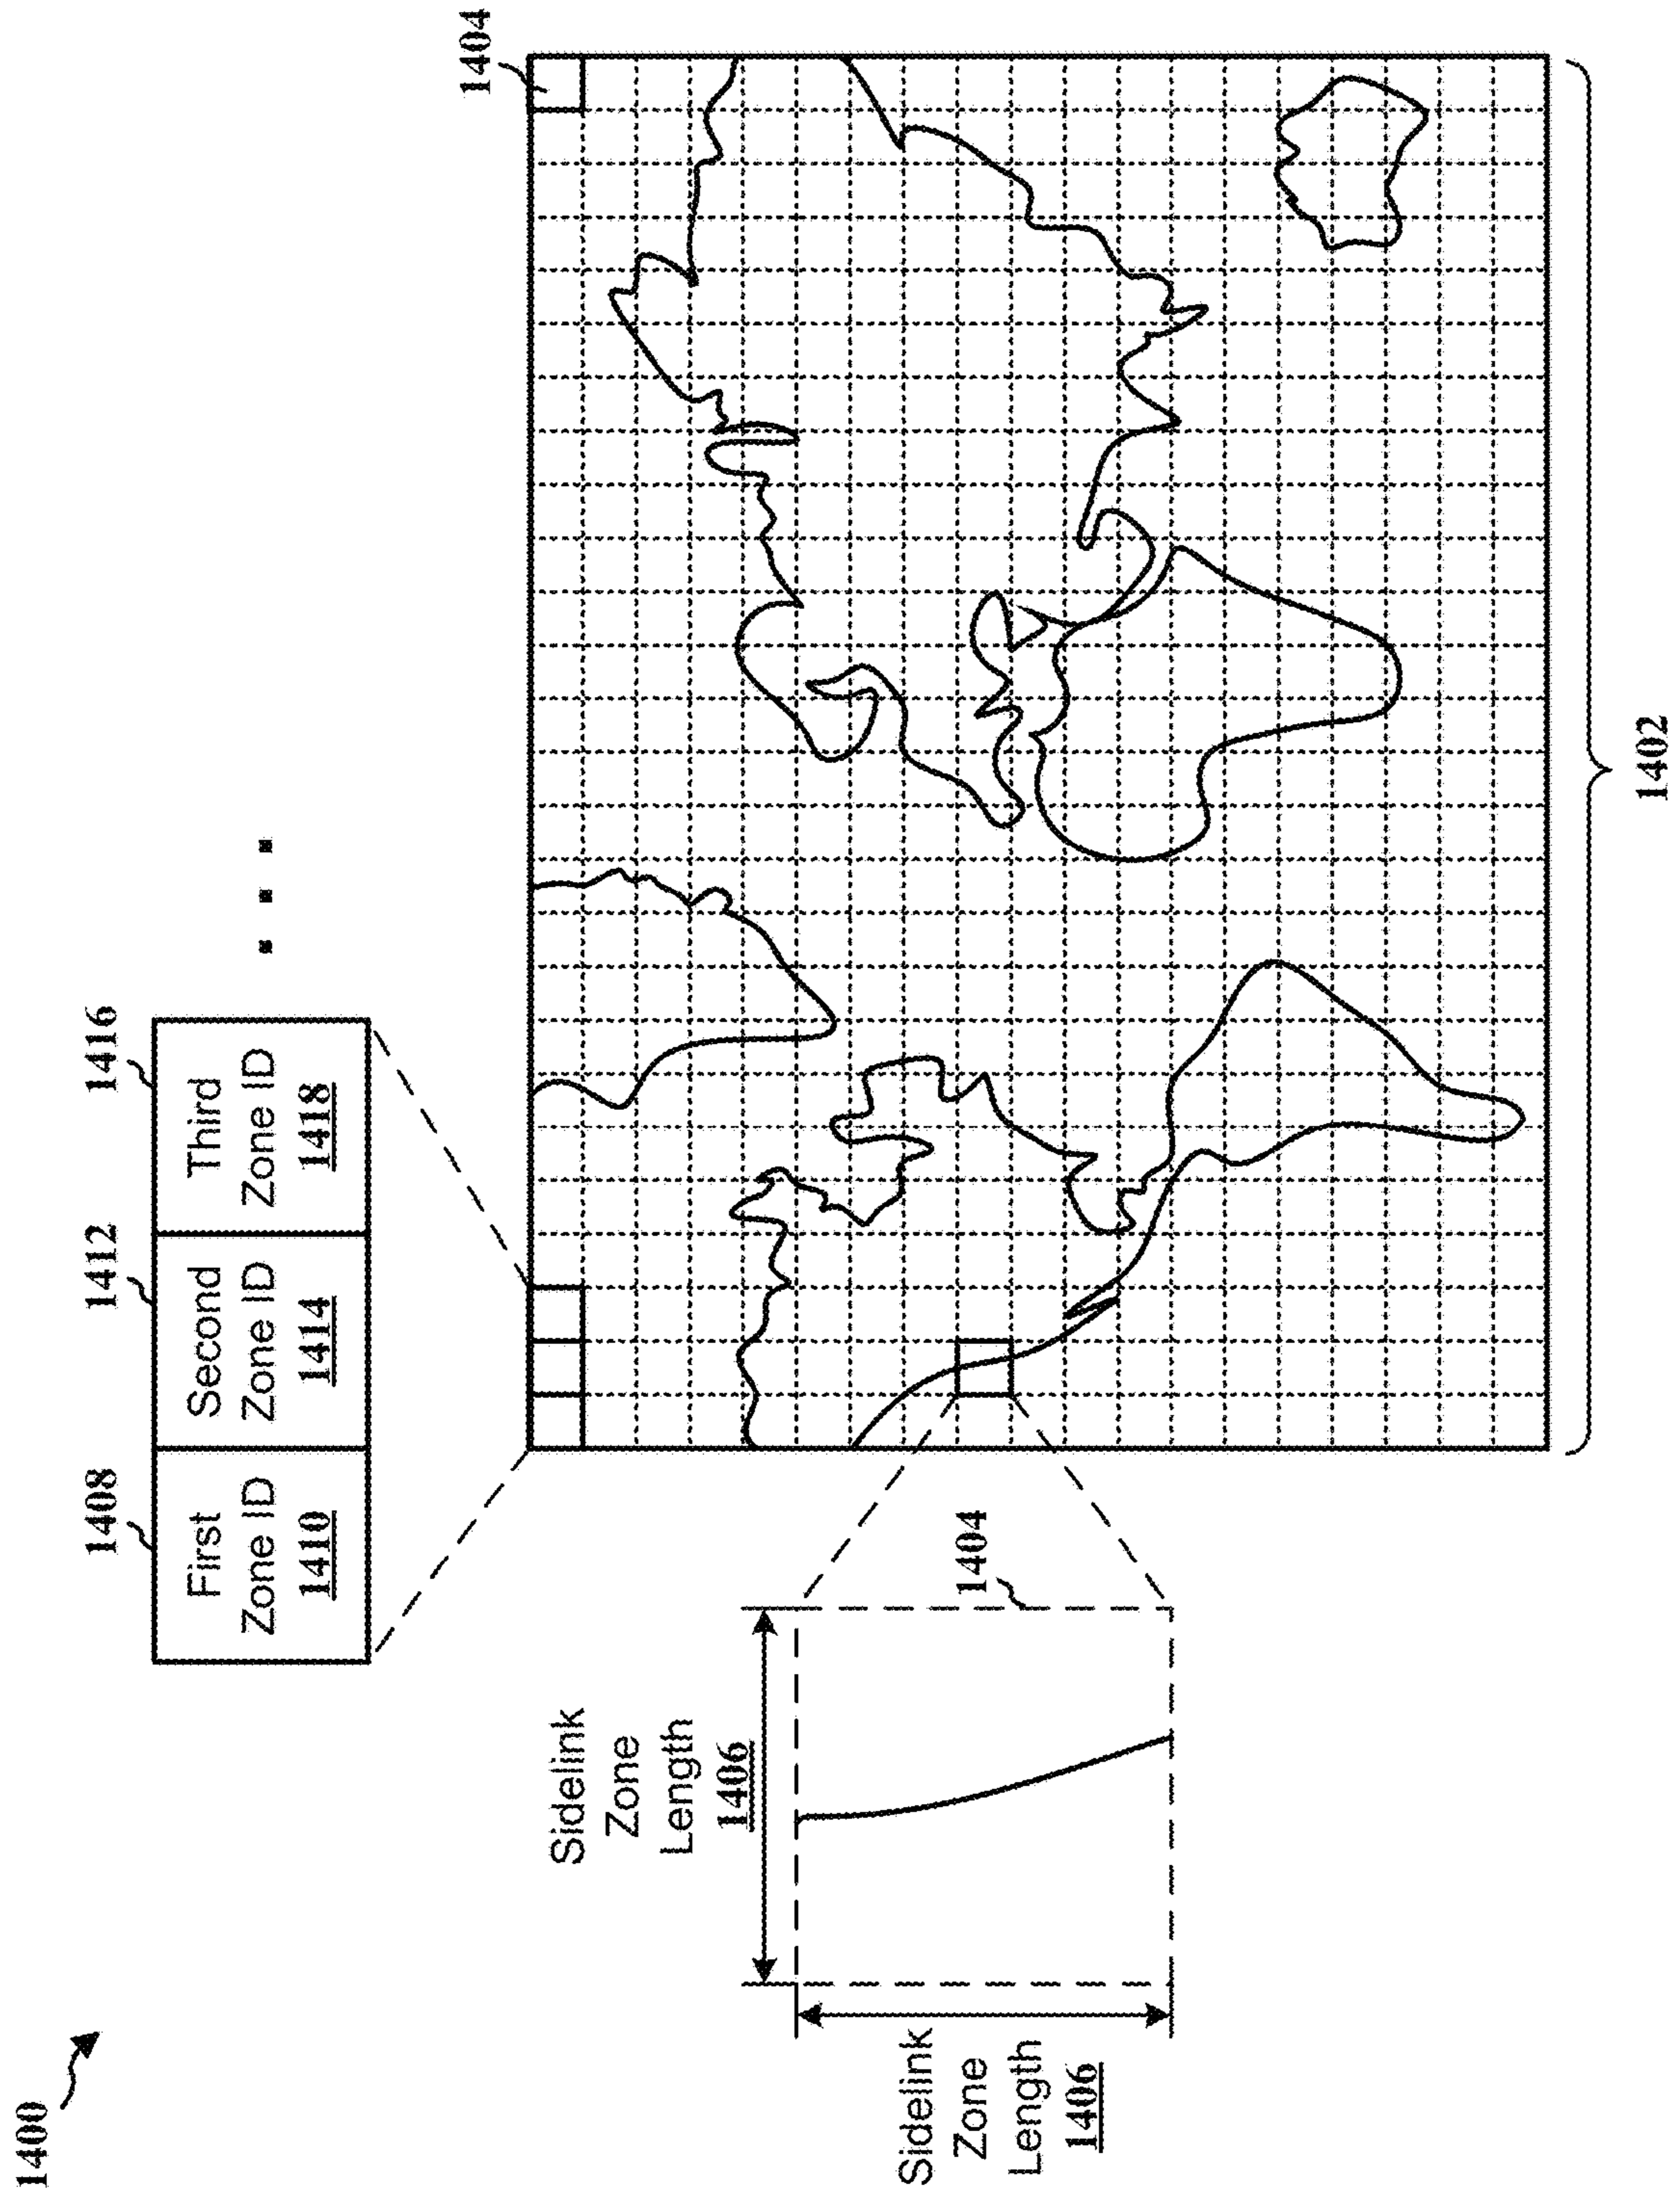 1400
1408
1412
1416
First
Zone ID
1410
Second
Zone ID
1414
Third
Zone ID
1418
. . .
1404
Sidelink
Zone
Length
1406
Sidelink
Zone
Length
1406
1404
1402